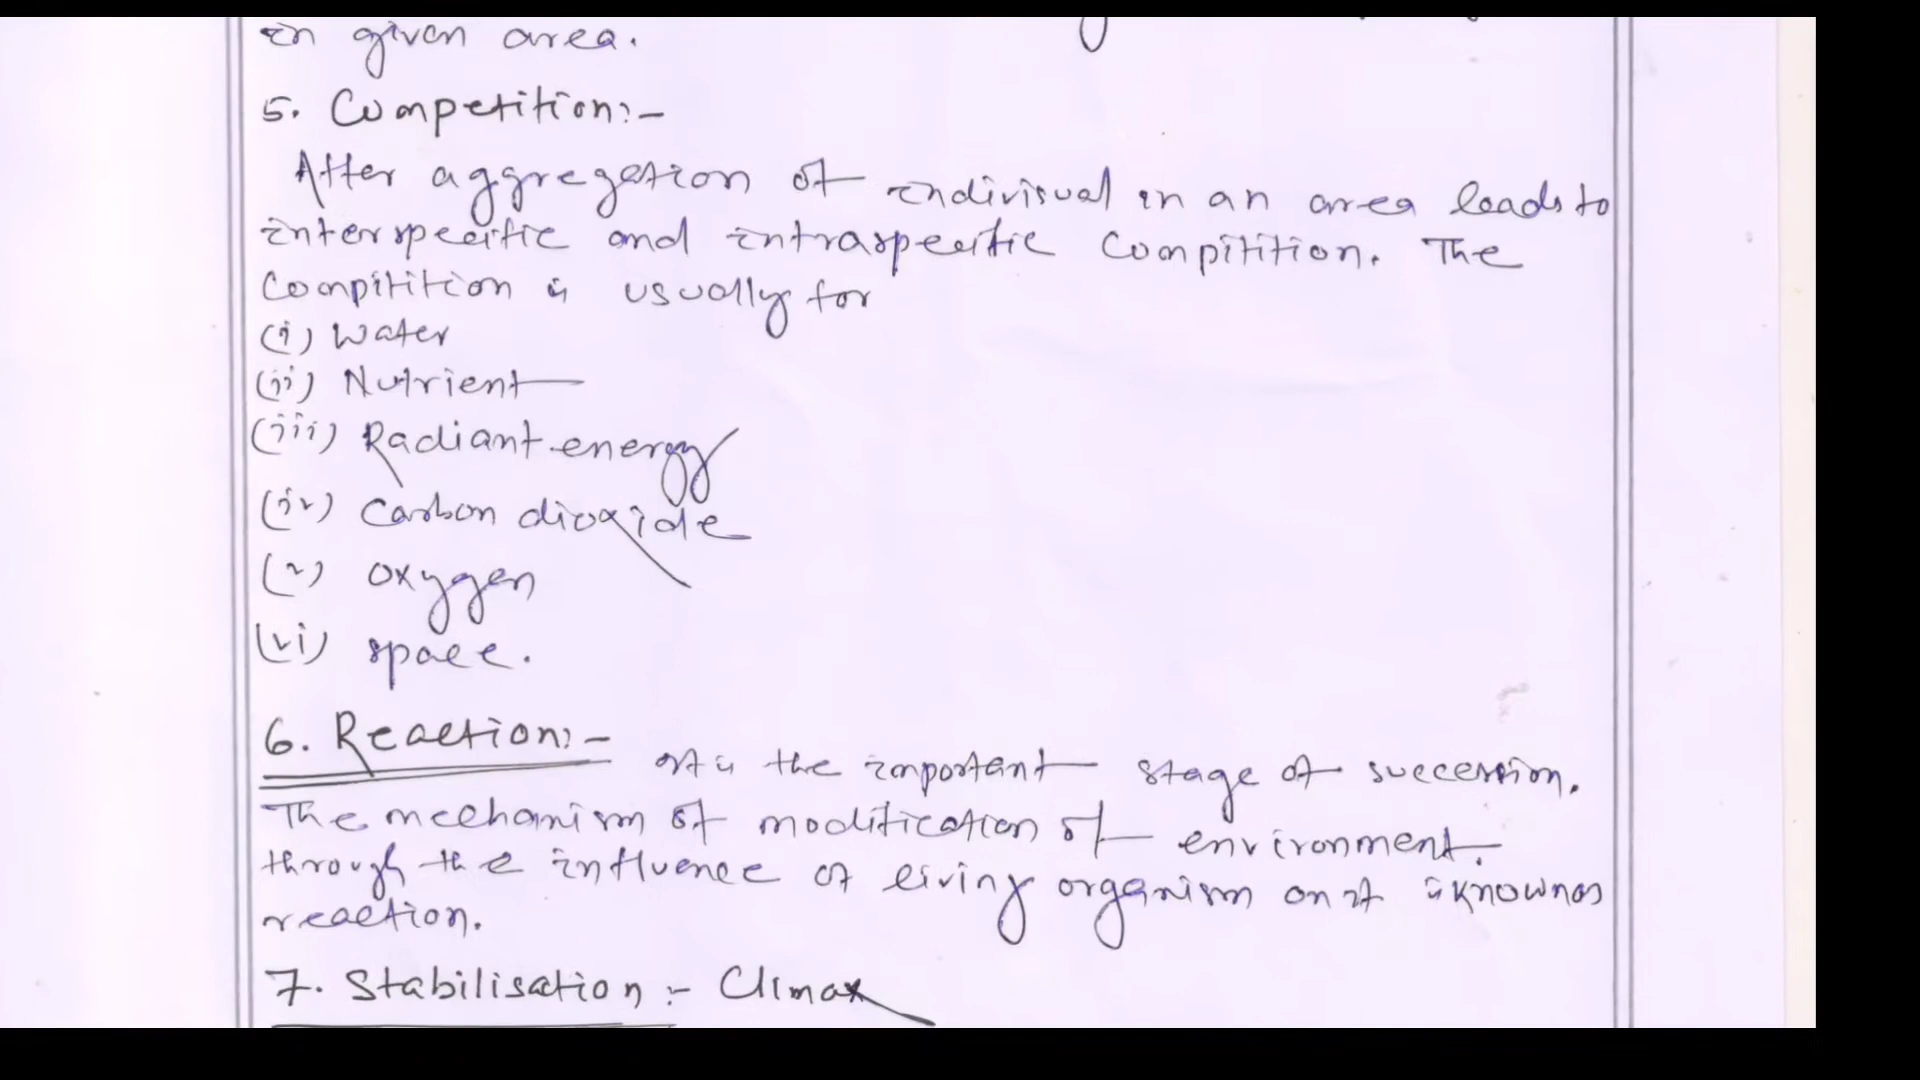 in given area.
5. Competition:-
After aggregation of indivisual in an area leads to
interspecific and intraspecific compitition. The
compitition is usually for
(i) Water
(ii) Nutrient
(iii) Radiant energy
(iv) Carbon dioxide
(v) oxygen
(vi) space.
6. Reaction:- It is the important stage of succession.
The mechanism of modification of environment
through the influence of living organism on it is known as
reaction.
7. Stabilisation:- Climax